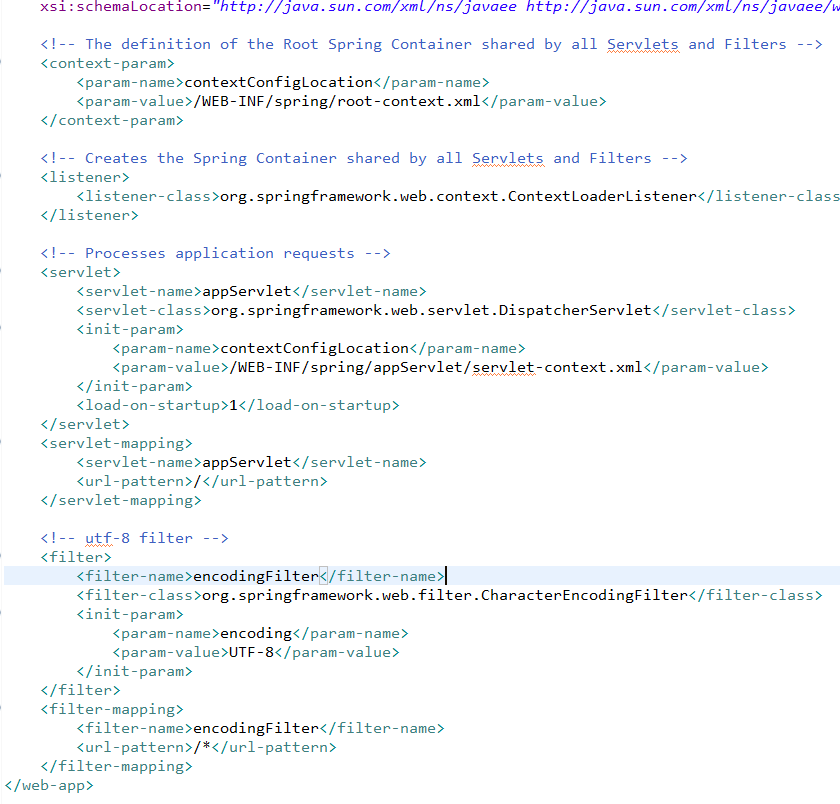 xsi:schemaLocation="http://java.sun.com/xml/ns/javaee http://java.sun.com/xml/ns/javaee/w
<!-- The definition of the Root Spring Container shared by all Servlets and Filters -->
<context-param>
<param-name>contextConfigLocation</param-name>
<param-value>/WEB-INF/spring/root-context.xml</param-value>
</context-param>
<!-- Creates the Spring Container shared by all Servlets and Filters -->
<listener>
<listener-class>org.springframework.web.context.ContextLoaderListener</listener-class
</listener>
<!-- Processes application requests -->
<servlet>
<servlet-name>appServlet</servlet-name>
<servlet-class>org.springframework.web.servlet.DispatcherServlet</servlet-class>
<init-param>
<param-name>contextConfigLocation</param-name>
<param-value>/WEB-INF/spring/appServlet/servlet-context.xml</param-value>
</init-param>
<load-on-startup>1</load-on-startup>
</servlet>
<servlet-mapping>
<servlet-name>appServlet</servlet-name>
<url-pattern>/</url-pattern>
</servlet-mapping>
<!-- utf-8 filter -->
<filter>
<filter-name>encodingFilter</filter-name>
<filter-class>org.springframework.web.filter.CharacterEncodingFilter</filter-class>
<init-param>
<param-name>encoding</param-name>
<param-value>UTF-8</param-value>
</init-param>
</filter>
<filter-mapping>
<filter-name>encodingFilter</filter-name>
<url-pattern>/*</url-pattern>
</filter-mapping>
</web-app>